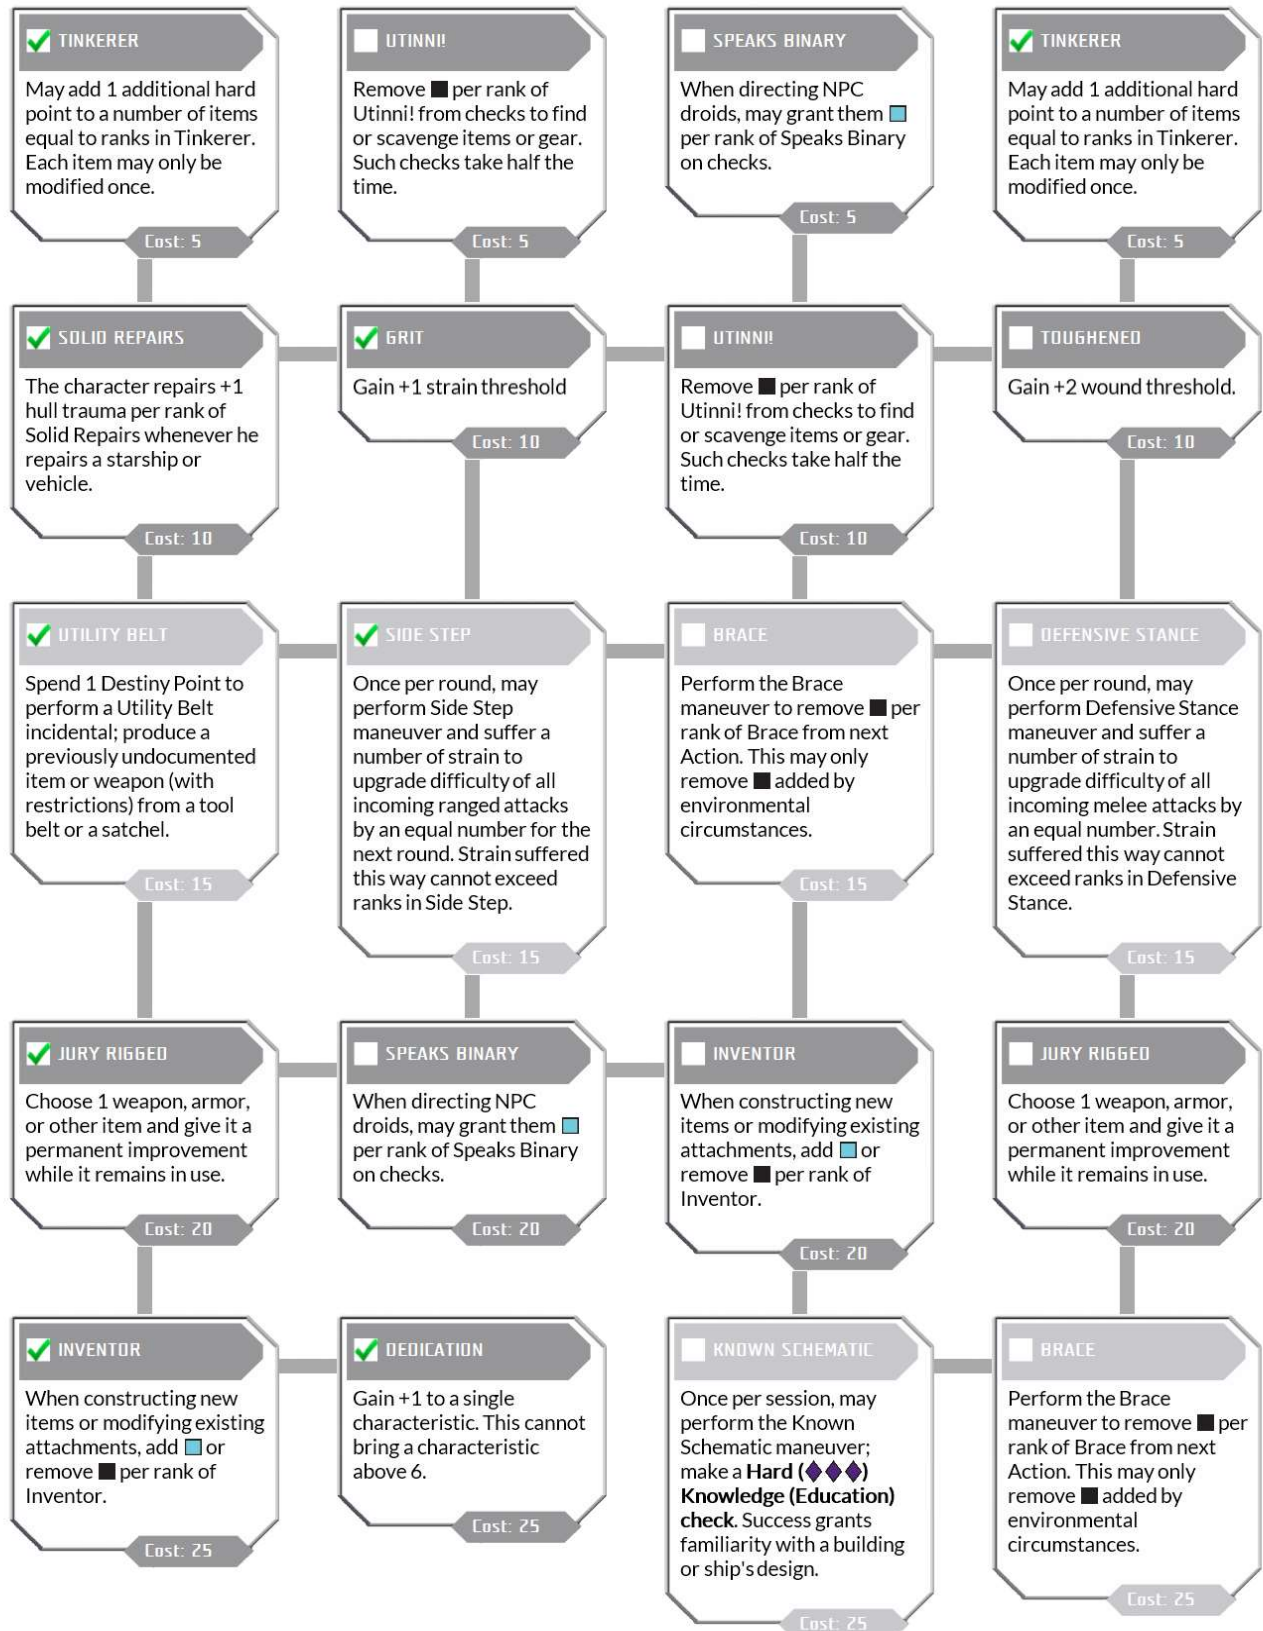 TINKERER
May add 1 additional hard
point to a number of items
equal to ranks in Tinkerer.
Each item may only be
modified once.
Cost: 5
UTINNI!
Remove per rank of
Utinni! from checks to find
or scavenge items or gear.
Such checks take half the
time.
Cost: 5
SPEAKS BINARY
When directing NPC
droids, may grant them
per rank of Speaks Binary
on checks.
Cost: 5
TINKERER
May add 1 additional hard
point to a number of items
equal to ranks in Tinkerer.
Each item may only be
modified once.
Cost: 5
SOLID REPAIRS
The character repairs +1
hull trauma per rank of
Solid Repairs whenever he
repairs a starship or
vehicle.
Cost: 10
GRIT
Gain +1 strain threshold
Cost: 10
UTINNI!
Remove per rank of
Utinni! from checks to find
or scavenge items or gear.
Such checks take half the
time.
Cost: 10
TOUGHENED
Gain +2 wound threshold.
Cost: 10
UTILITY BELT
Spend 1 Destiny Point to
perform a Utility Belt
incidental; produce a
previously undocumented
item or weapon (with
restrictions) from a tool
belt or a satchel.
Cost: 15
SIDE STEP
Once per round, may
perform Side Step
maneuver and suffer a
number of strain to
upgrade difficulty of all
incoming ranged attacks
by an equal number for the
next round. Strain suffered
this way cannot exceed
ranks in Side Step.
Cost: 15
BRACE
Perform the Brace
maneuver to remove per
rank of Brace from next
Action. This may only
remove added by
environmental
circumstances.
Cost: 15
DEFENSIVE STANCE
Once per round, may
perform Defensive Stance
maneuver and suffer a
number of strain to
upgrade difficulty of all
incoming melee attacks by
an equal number. Strain
suffered this way cannot
exceed ranks in Defensive
Stance.
Cost: 15
JURY RIGGED
Choose 1 weapon, armor,
or other item and give it a
permanent improvement
while it remains in use.
Cost: 20
SPEAKS BINARY
When directing NPC
droids, may grant them
per rank of Speaks Binary
on checks.
Cost: 20
INVENTOR
When constructing new
items or modifying existing
attachments, add or
remove per rank of
Inventor.
Cost: 20
JURY RIGGED
Choose 1 weapon, armor,
or other item and give it a
permanent improvement
while it remains in use.
Cost: 20
INVENTOR
When constructing new
items or modifying existing
attachments, add or
remove per rank of
Inventor.
Cost: 25
DEDICATION
Gain +1 to a single
characteristic. This cannot
bring a characteristic
above 6.
Cost: 25
KNOWN SCHEMATIC
Once per session, may
perform the Known
Schematic maneuver;
make a Hard (◆◆◆)
Knowledge (Education)
check. Success grants
familiarity with a building
or ship's design.
Cost: 25
BRACE
Perform the Brace
maneuver to remove per
rank of Brace from next
Action. This may only
remove added by
environmental
circumstances.
Cost: 25